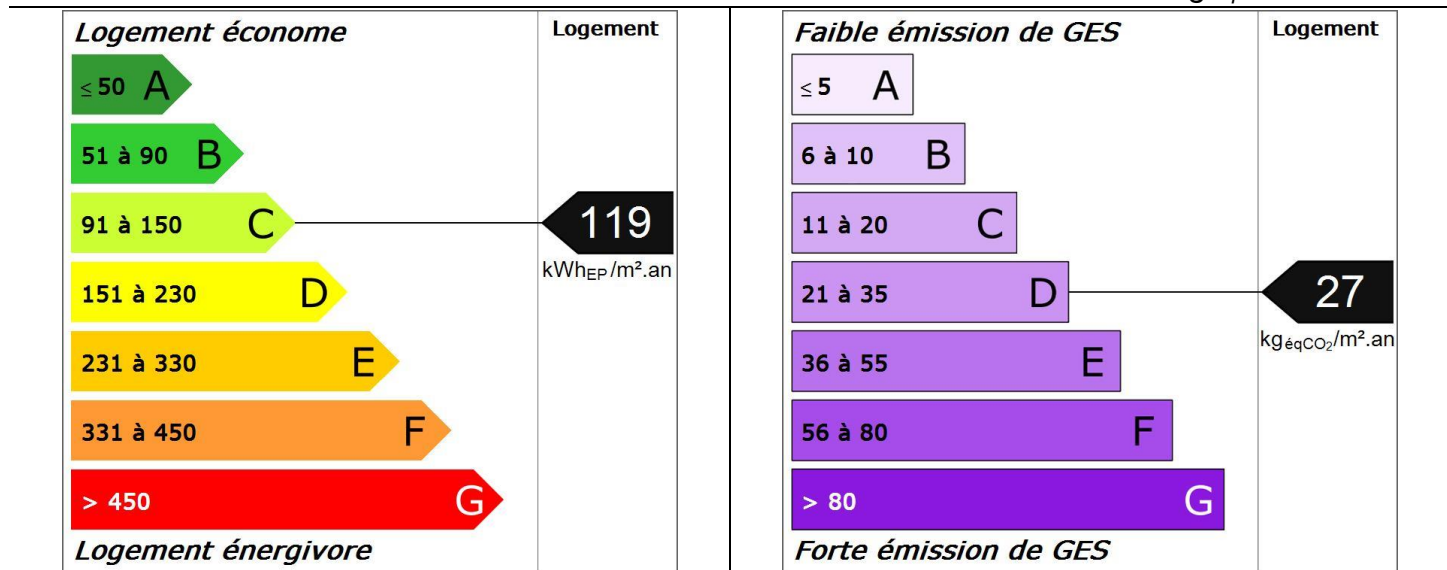 Logement économe
Logement
≤ 50 A
51 à 90 B
91 à 150 C
119
kWhEP/m².an
151 à 230 D
231 à 330 E
331 à 450 F
> 450 G
Logement énergivore
Faible émission de GES
Logement
≤ 5 A
6 à 10 B
11 à 20 C
21 à 35 D
27
kgéqCO₂/m².an
36 à 55 E
56 à 80 F
> 80 G
Forte émission de GES